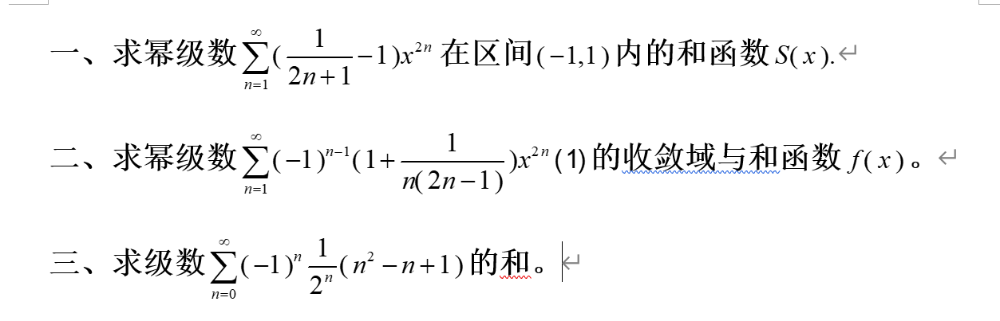 一、求幂级数$\sum_{n=1}^{\infty}(\frac{1}{2n+1}-1)x^{2n}$在区间$(-1,1)$内的和函数$S(x)$.↵
二、求幂级数$\sum_{n=1}^{\infty}(-1)^{n-1}(1+\frac{1}{n(2n-1)})x^{2n}$(1)的收敛域与和函数$f(x)$。↵
三、求级数$\sum_{n=0}^{\infty}(-1)^{n}\frac{1}{2^{n}}(n^{2}-n+1)$的和。↵